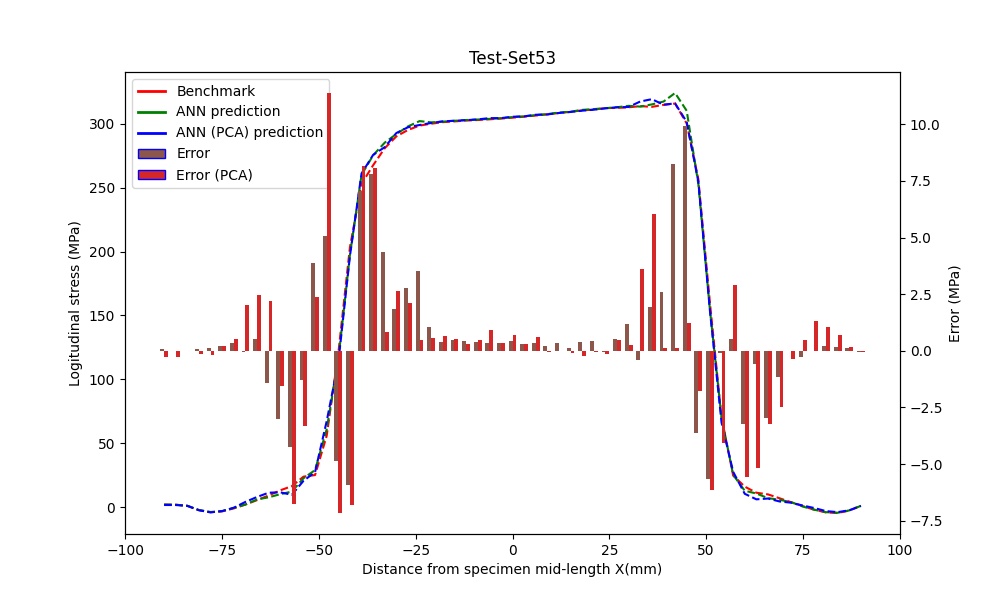 Test-Set53
Benchmark
ANN prediction
ANN (PCA) prediction
Error
Error (PCA)
Logitudinal stress (MPa)
300
250
200
150
100
50
0
10.0
7.5
5.0
2.5
0.0
−2.5
−5.0
−7.5
Error (MPa)
−100 −75 −50 −25 0 25 50 75 100
Distance from specimen mid-length X(mm)